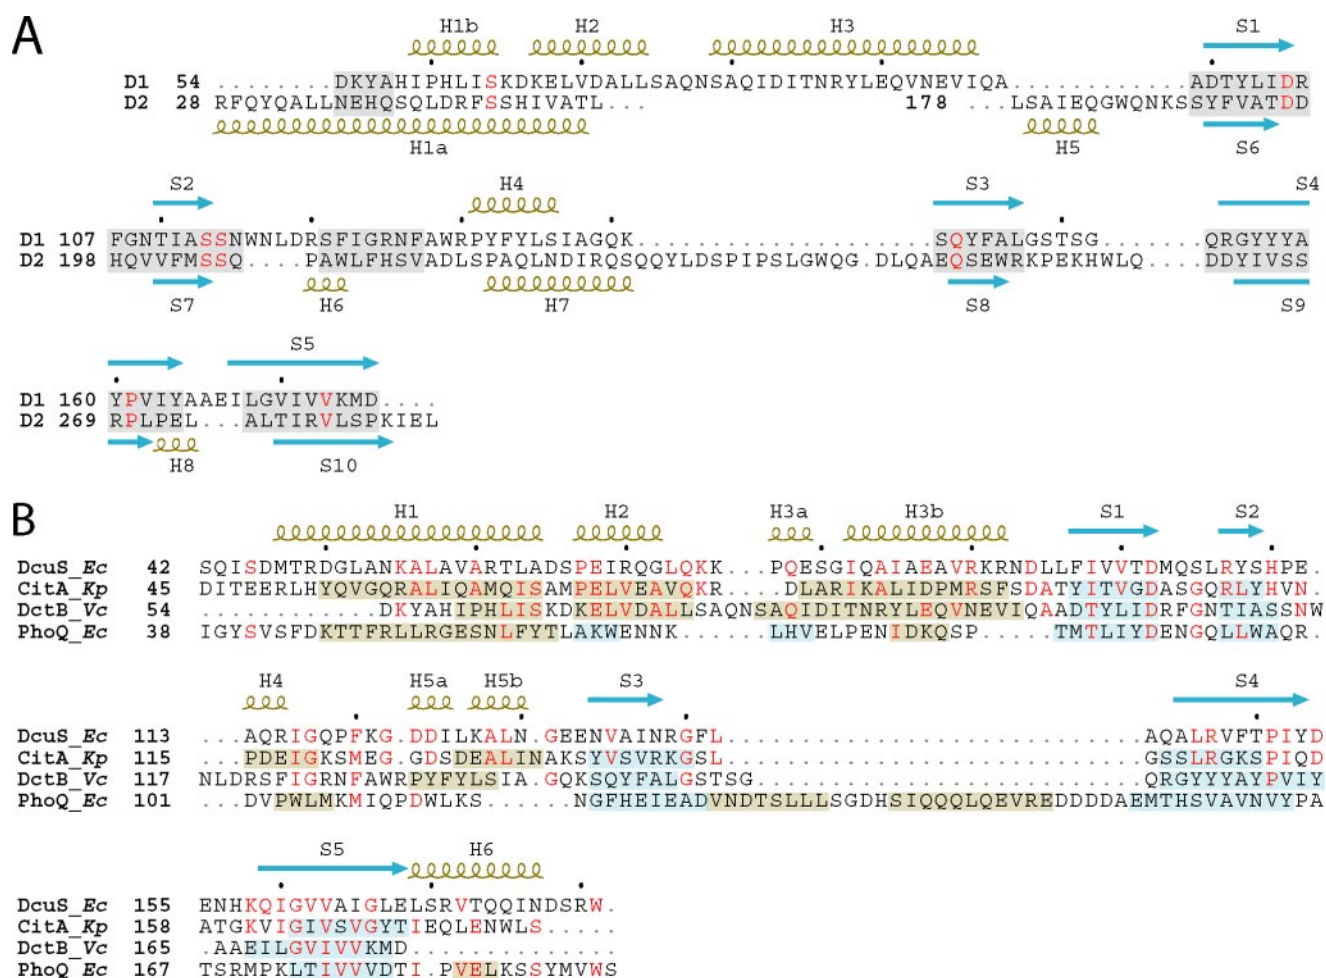 A
H1b H2 H3 S1
D1 54 ........DKYAHIPHLISKDKELVDALLSAQNSAQIDITNRYLEQVNEVIQA............ADTYLIDR
D2 28 RFQYQALLNEHQSQLDRFSSHIVATL... 178 ...LSAIEQGWQNKSSYFVATDD
H1a H5 S6
S2 H4 S3 S4
D1 107 FGNTIASSNWNLDRSFIGRNFAWRPYFYLSIAGQK....................SQYFALGSTSG.......QRGYYYA
D2 198 HQVVFMSSQ....PAWLFHSVADLSPAQLNDIRQSQQYLDSPIPSLGWQG.DLQAEQSEWRKPEKHWLQ....DDYIVSS
S7 H6 H7 S8 S9
S5
D1 160 YPVIYAAEILGVIVVKMD....
D2 269 RPLPEL...ALTIRVLSPKIEL
H8 S10
B
H1 H2 H3a H3b S1 S2
DcuS_Ec 42 SQISDMTRDGLANKALAVARTLADSPEIRQGLQKK...PQESGIQAIAEAVRKRNDLLFIVVTDMQSLRYSHPE.
CitA_Kp 45 DITEERLHYQVGQRALIQAMQISAMPELVEAVQKR....DLARIKALIDPMRSFSDATYITVGDASGQRLYHVN.
DctB_Vc 54 ............DKYAHIPHLISKDKELVDALLSAQNSAQIDITNRYLEQVNEVIQAADTYLIDRFGNTIASSNW
PhoQ_Ec 38 IGYSVSFDKTTFRLLRGESNLFYTLAKWENNK......LHVELPENIDKQSP.....TMTLIYDENGQLLWAQR.
H4 H5a H5b S3 S4
DcuS_Ec 113 ...AQRIGQPFKG.DDILKALN.GEENVAINRGFL............................AQALRVFTPIYD
CitA_Kp 115 ...PDEIGKSMEG.GDSDEALINAKSYVSVRKGSL............................GSSLRGKSPIQD
DctB_Vc 117 NLDRSFIGRNFAWRPYFYLSIA.GQKSQYFALGSTSG..........................QRGYYYAYPVIY
PhoQ_Ec 101 ...DVPWLMKMIQPDWLKS......NGFHEIEADVNDTSLLLSGDHSIQQQLQEVREDDDDAEMTHSVAVNVYPA
S5 H6
DcuS_Ec 155 ENHKQIGVVAIGLELSRVTQQINDSRW.
CitA_Kp 158 ATGKVIGIVSVGYTIEQLENWLS.....
DctB_Vc 165 .AAEILGVIVVKMD..............
PhoQ_Ec 167 TSRMPKLTIVVVDTI.PVELKSSYMVWS